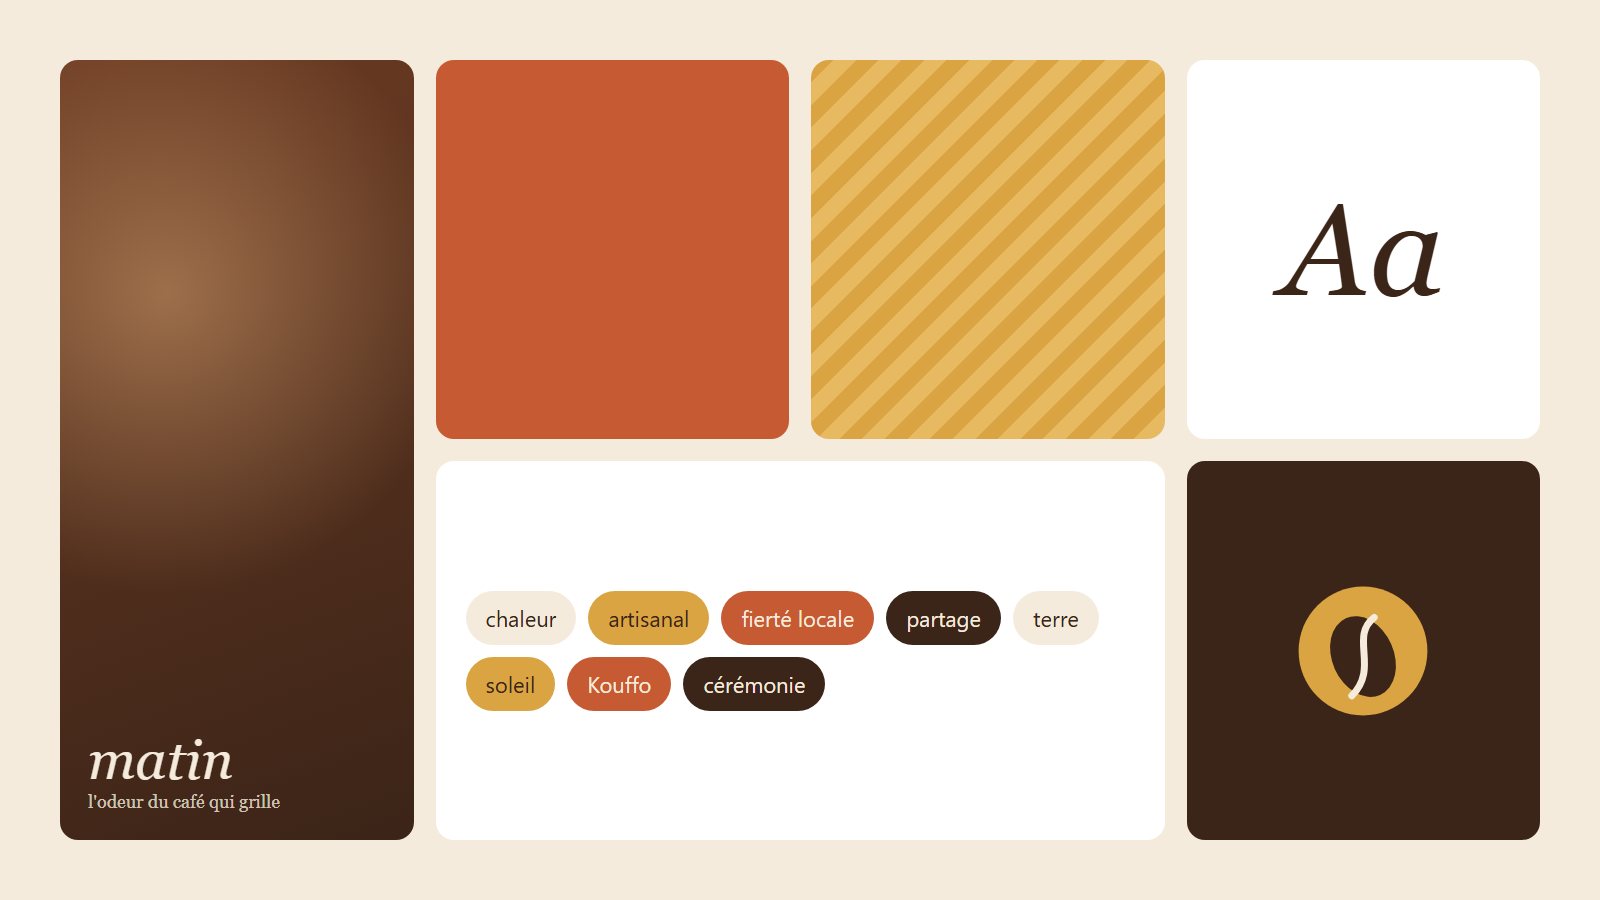 matin
l'odeur du café qui grille
Aa
chaleur artisanal fierté locale partage terre
soleil Kouffo cérémonie